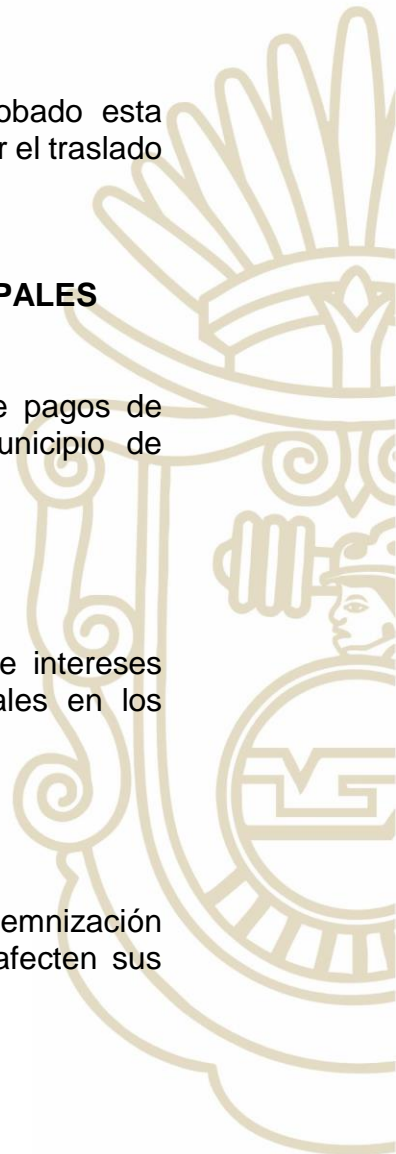 obado esta
r el traslado
PALES
e pagos de
unicipio de
e intereses
ales en los
emnización
afecten sus